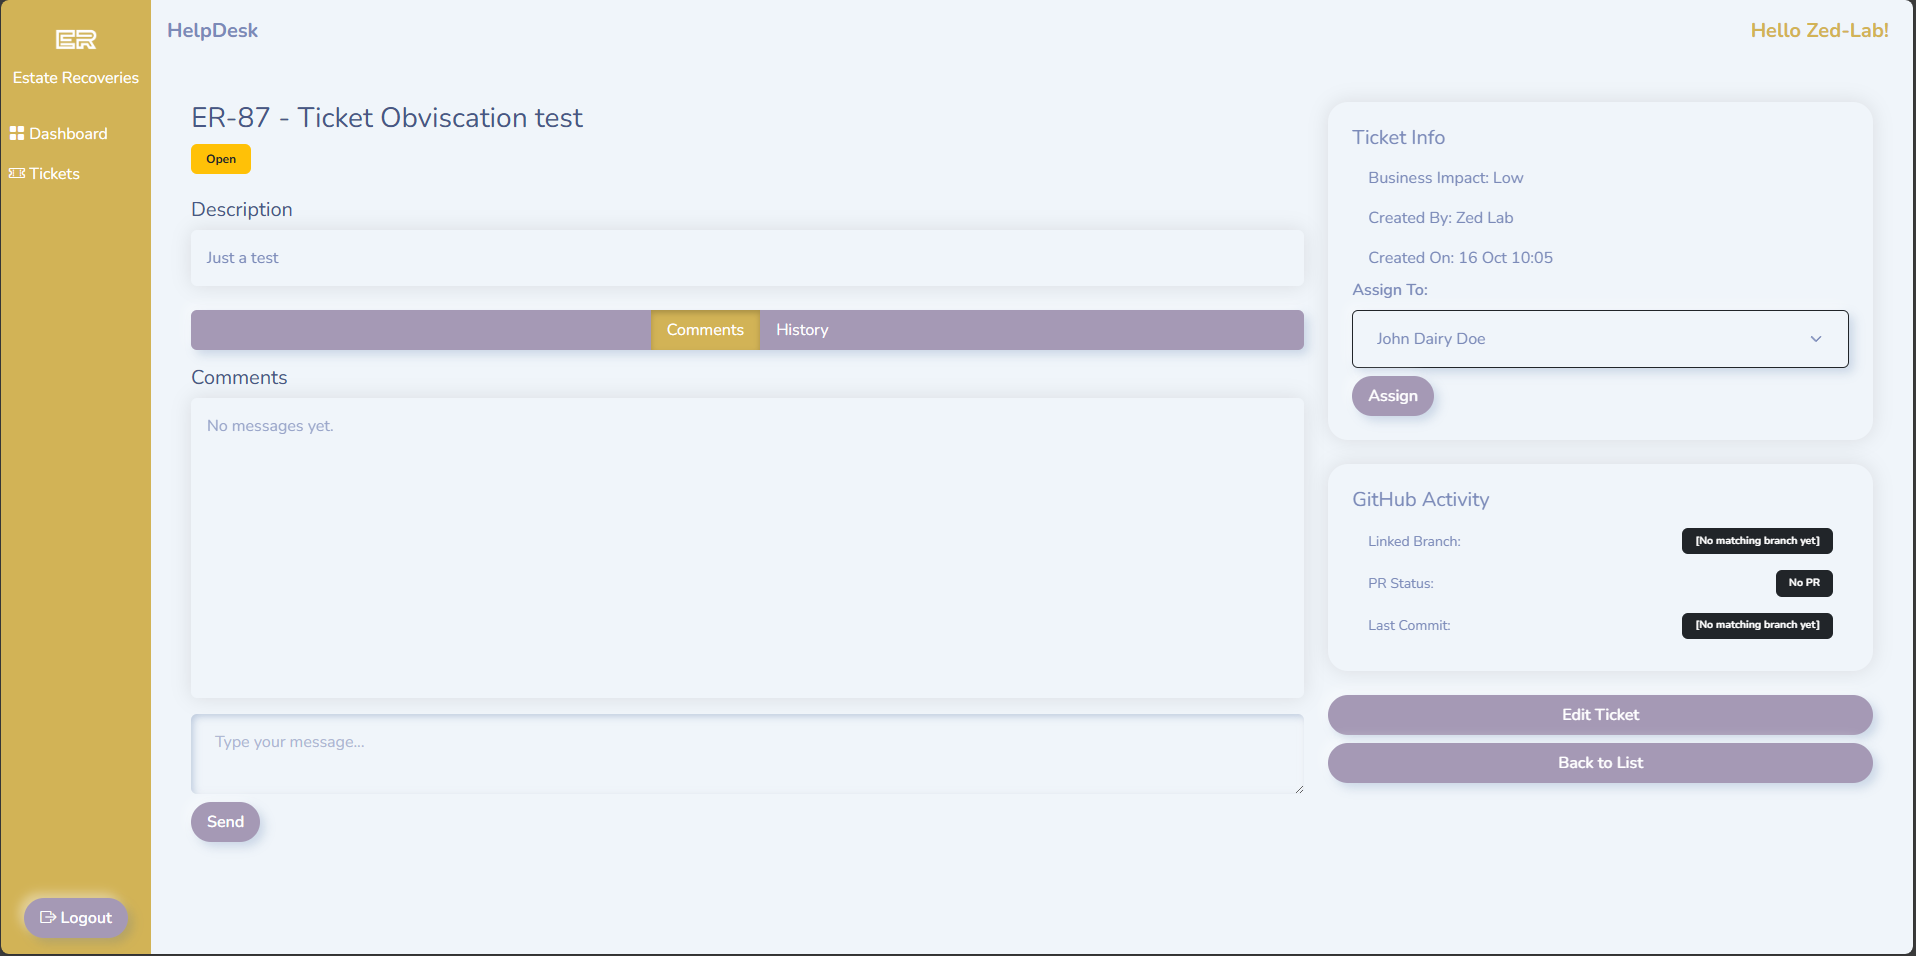 ER
Estate Recoveries
Dashboard
Tickets
Logout
HelpDesk
Hello Zed-Lab!
ER-87 - Ticket Obviscation test
Open
Description
Just a test
Comments History
Comments
No messages yet.
Type your message...
Send
Ticket Info
Business Impact: Low
Created By: Zed Lab
Created On: 16 Oct 10:05
Assign To:
John Dairy Doe
Assign
GitHub Activity
Linked Branch: [No matching branch yet]
PR Status: No PR
Last Commit: [No matching branch yet]
Edit Ticket
Back to List